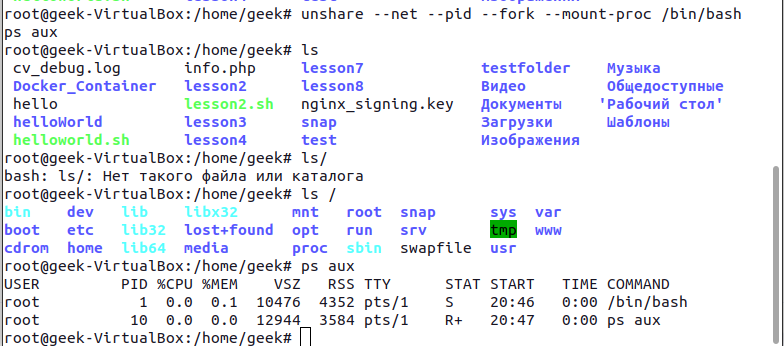 root@geek-VirtualBox:/home/geek# unshare --net --pid --fork --mount-proc /bin/bash
ps aux
root@geek-VirtualBox:/home/geek# ls
cv_debug.log info.php lesson7 testfolder Музыка
Docker_Container lesson2 lesson8 Видео Общедоступные
hello lesson2.sh nginx_signing.key Документы 'Рабочий стол'
helloWorld lesson3 snap Загрузки Шаблоны
helloworld.sh lesson4 test Изображения
root@geek-VirtualBox:/home/geek# ls/
bash: ls/: Нет такого файла или каталога
root@geek-VirtualBox:/home/geek# ls /
bin dev lib libx32 mnt root snap sys var
boot etc lib32 lost+found opt run srv tmp www
cdrom home lib64 media proc sbin swapfile usr
root@geek-VirtualBox:/home/geek# ps aux
USER PID %CPU %MEM VSZ RSS TTY STAT START TIME COMMAND
root 1 0.0 0.1 10476 4352 pts/1 S 20:46 0:00 /bin/bash
root 10 0.0 0.0 12944 3584 pts/1 R+ 20:47 0:00 ps aux
root@geek-VirtualBox:/home/geek#